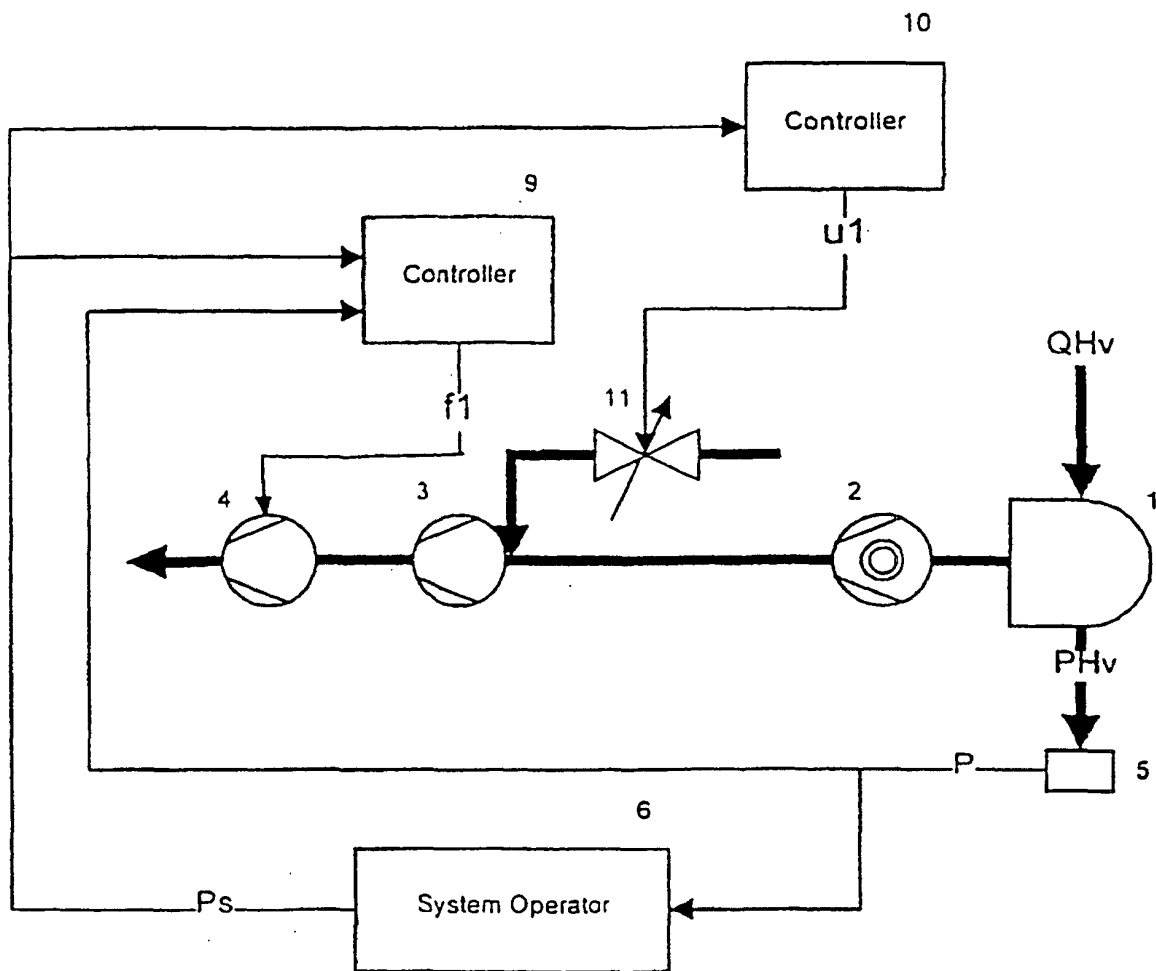 10
Controller
9
u1
Controller
QHv
f1
11
4
3
2
1
PHv
P
5
6
Ps
System Operator